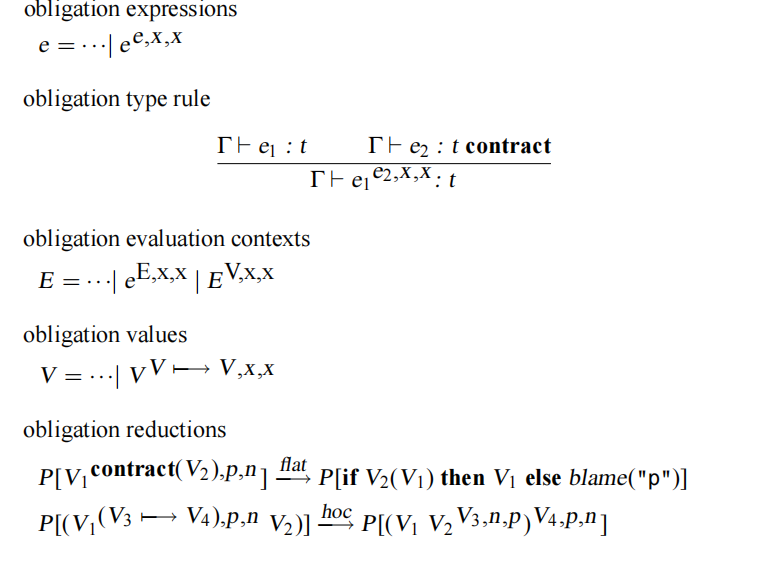 obligation expressions
e = ···| e^{e,x,x}
obligation type rule
Γ ⊢ e₁ : t    Γ ⊢ e₂ : t contract
Γ ⊢ e₁^{e₂,x,x} : t
obligation evaluation contexts
E = ···| e^{E,x,x} | E^{V,x,x}
obligation values
V = ···| V^{V ⟼ V,x,x}
obligation reductions
P[V₁^{contract(V₂),p,n}] —flat→ P[if V₂(V₁) then V₁ else blame("p")]
P[(V₁^{(V₃ ⟼ V₄),p,n} V₂)] —hoc→ P[(V₁ V₂^{V₃,n,p})^{V₄,p,n}]